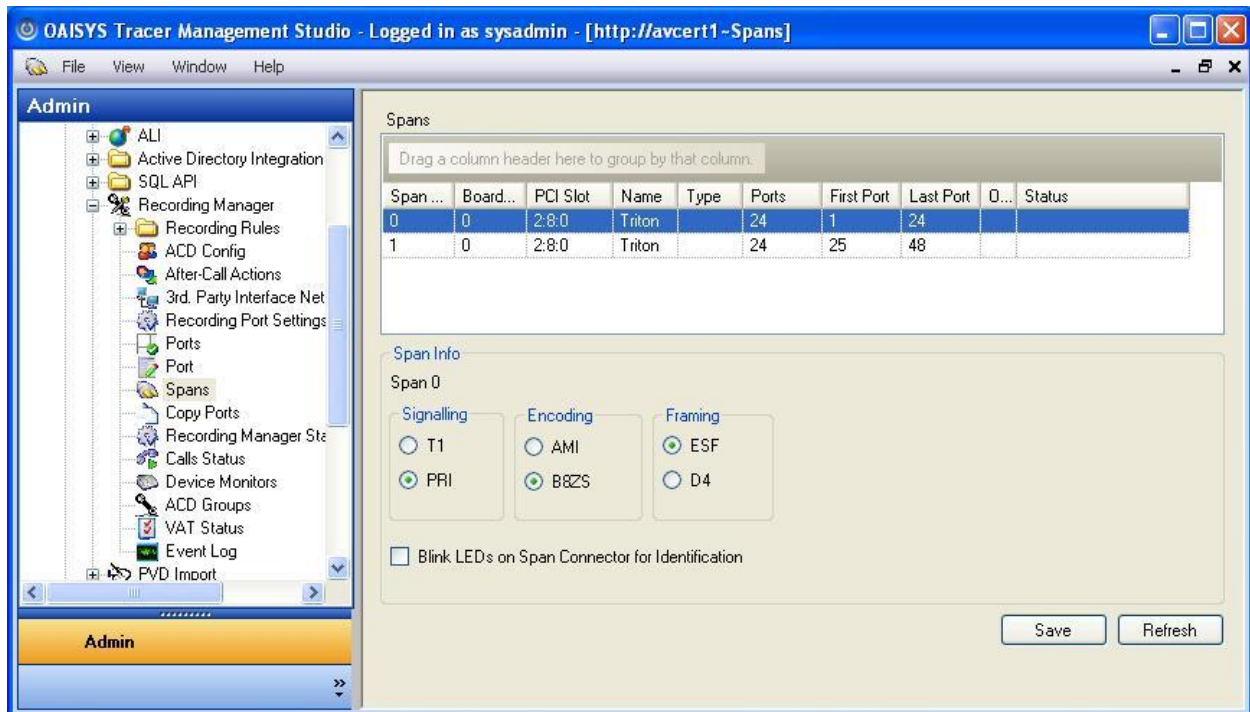 OAISYS Tracer Management Studio - Logged in as sysadmin - [http://avcert1~Spans]
File View Window Help
Admin
ALI
Active Directory Integration
SQL API
Recording Manager
Recording Rules
ACD Config
After-Call Actions
3rd. Party Interface Net
Recording Port Settings
Ports
Port
Spans
Copy Ports
Recording Manager Sta
Calls Status
Device Monitors
ACD Groups
VAT Status
Event Log
PVD Import
Admin
Spans
Drag a column header here to group by that column.
Span ... Board... PCI Slot Name Type Ports First Port Last Port O... Status
0 0 2:8:0 Triton 24 1 24
1 0 2:8:0 Triton 24 25 48
Span Info
Span 0
Signalling Encoding Framing
T1 AMI ESF
PRI B8ZS D4
Blink LEDs on Span Connector for Identification
Save Refresh